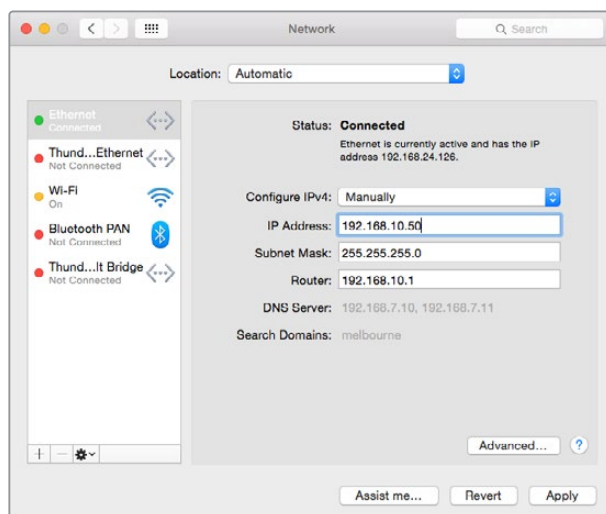 Network
Search
Location: Automatic
Ethernet
Connected
Thund...Ethernet
Not Connected
Wi-Fi
On
Bluetooth PAN
Not Connected
Thund...lt Bridge
Not Connected
Status: Connected
Ethernet is currently active and has the IP
address 192.168.24.126.
Configure IPv4: Manually
IP Address: 192.168.10.50
Subnet Mask: 255.255.255.0
Router: 192.168.10.1
DNS Server: 192.168.7.10, 192.168.7.11
Search Domains: melbourne
Advanced...
?
Assist me...
Revert
Apply